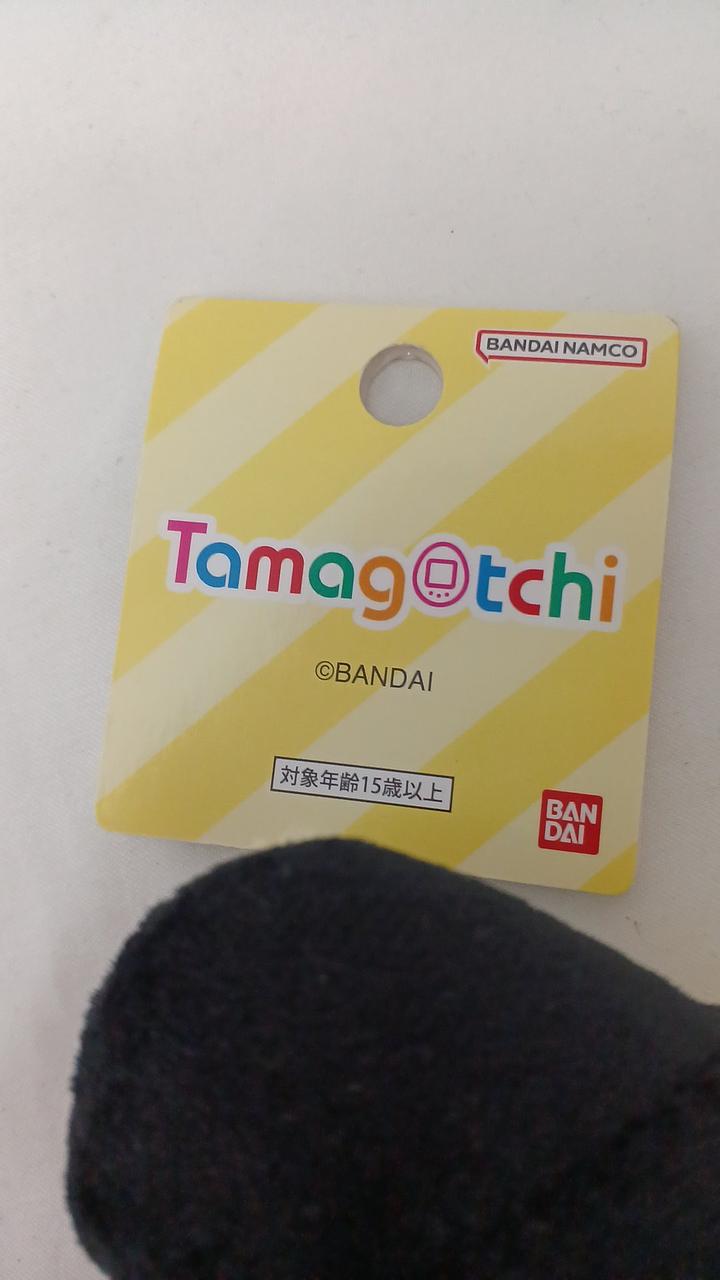 BANDAI NAMCO
Tamagotchi
©BANDAI
対象年齢15歳以上
BAN
DAI